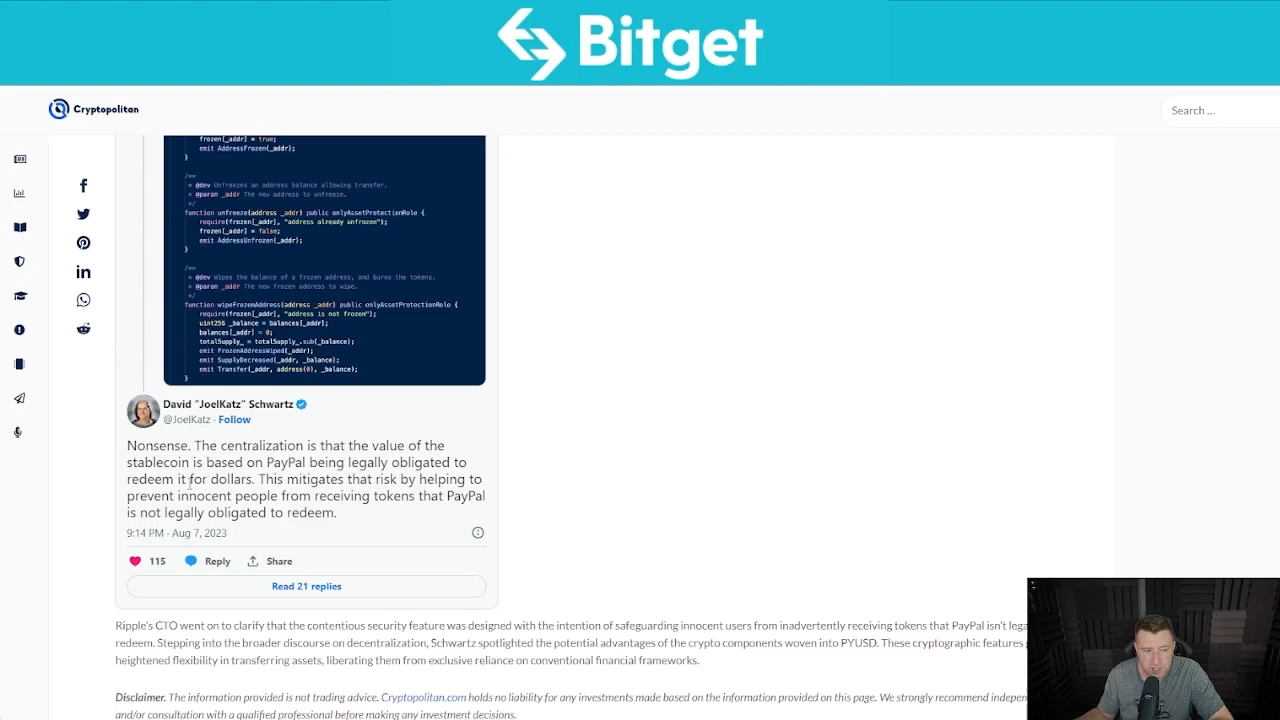 Bitget
Cryptopolitan
Search ...
frozen[_addr] = true;
emit AddressFrozen(_addr);
}
/**
* @dev Unfreezes an address balance allowing transfer.
* @param _addr The new address to unfreeze.
*/
function unfreeze(address _addr) public onlyAssetProtectionRole {
require(frozen[_addr], "address already unfrozen");
frozen[_addr] = false;
emit AddressUnfrozen(_addr);
}
/**
* @dev Wipes the balance of a frozen address, and burns the tokens.
* @param _addr The new frozen address to wipe.
*/
function wipeFrozenAddress(address _addr) public onlyAssetProtectionRole {
require(frozen[_addr], "address is not frozen");
uint256 _balance = balances[_addr];
balances[_addr] = 0;
totalSupply_ = totalSupply_.sub(_balance);
emit FrozenAddressWiped(_addr);
emit SupplyDecreased(_addr, _balance);
emit Transfer(_addr, address(0), _balance);
}
David "JoelKatz" Schwartz
@JoelKatz · Follow
Nonsense. The centralization is that the value of the
stablecoin is based on PayPal being legally obligated to
redeem it for dollars. This mitigates that risk by helping to
prevent innocent people from receiving tokens that PayPal
is not legally obligated to redeem.
9:14 PM · Aug 7, 2023
115 Reply Share
Read 21 replies
Ripple's CTO went on to clarify that the contentious security feature was designed with the intention of safeguarding innocent users from inadvertently receiving tokens that PayPal isn't lega
redeem. Stepping into the broader discourse on decentralization, Schwartz spotlighted the potential advantages of the crypto components woven into PYUSD. These cryptographic features
heightened flexibility in transferring assets, liberating them from exclusive reliance on conventional financial frameworks.
Disclaimer. The information provided is not trading advice. Cryptopolitan.com holds no liability for any investments made based on the information provided on this page. We strongly recommend indepen
and/or consultation with a qualified professional before making any investment decisions.